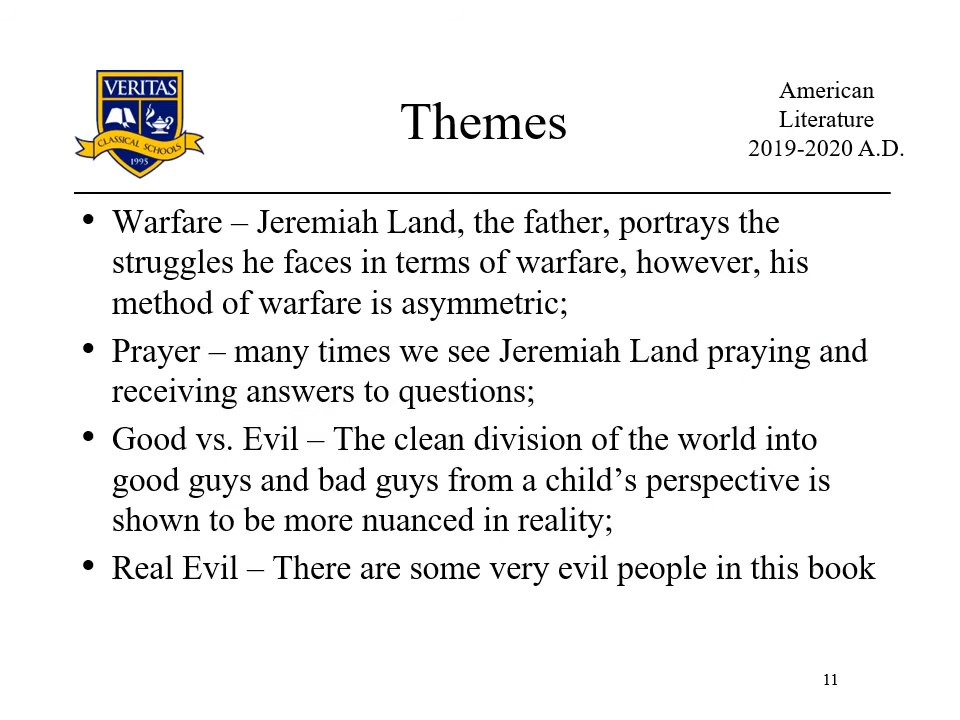 VERITAS
CLASSICAL SCHOOLS
1995
Themes
American
Literature
2019-2020 A.D.
• Warfare – Jeremiah Land, the father, portrays the
struggles he faces in terms of warfare, however, his
method of warfare is asymmetric;
• Prayer – many times we see Jeremiah Land praying and
receiving answers to questions;
• Good vs. Evil – The clean division of the world into
good guys and bad guys from a child’s perspective is
shown to be more nuanced in reality;
• Real Evil – There are some very evil people in this book
11